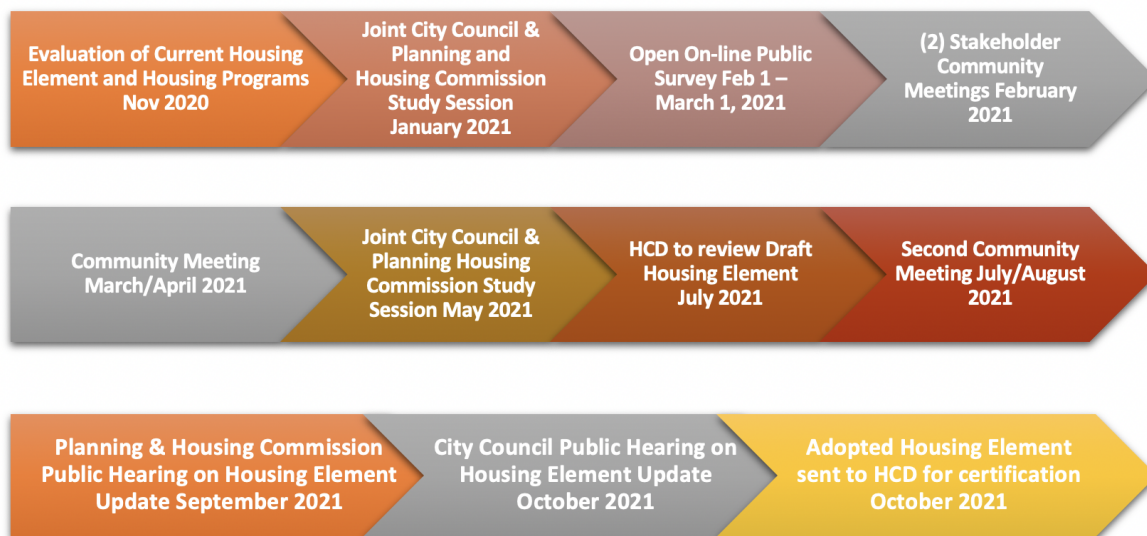 Evaluation of Current Housing
Element and Housing Programs
Nov 2020
Joint City Council &
Planning and
Housing Commission
Study Session
January 2021
Open On-line Public
Survey Feb 1 –
March 1, 2021
(2) Stakeholder
Community
Meetings February
2021
Community Meeting
March/April 2021
Joint City Council &
Planning Housing
Commission Study
Session May 2021
HCD to review Draft
Housing Element
July 2021
Second Community
Meeting July/August
2021
Planning & Housing Commission
Public Hearing on Housing Element
Update September 2021
City Council Public Hearing on
Housing Element Update
October 2021
Adopted Housing Element
sent to HCD for certification
October 2021